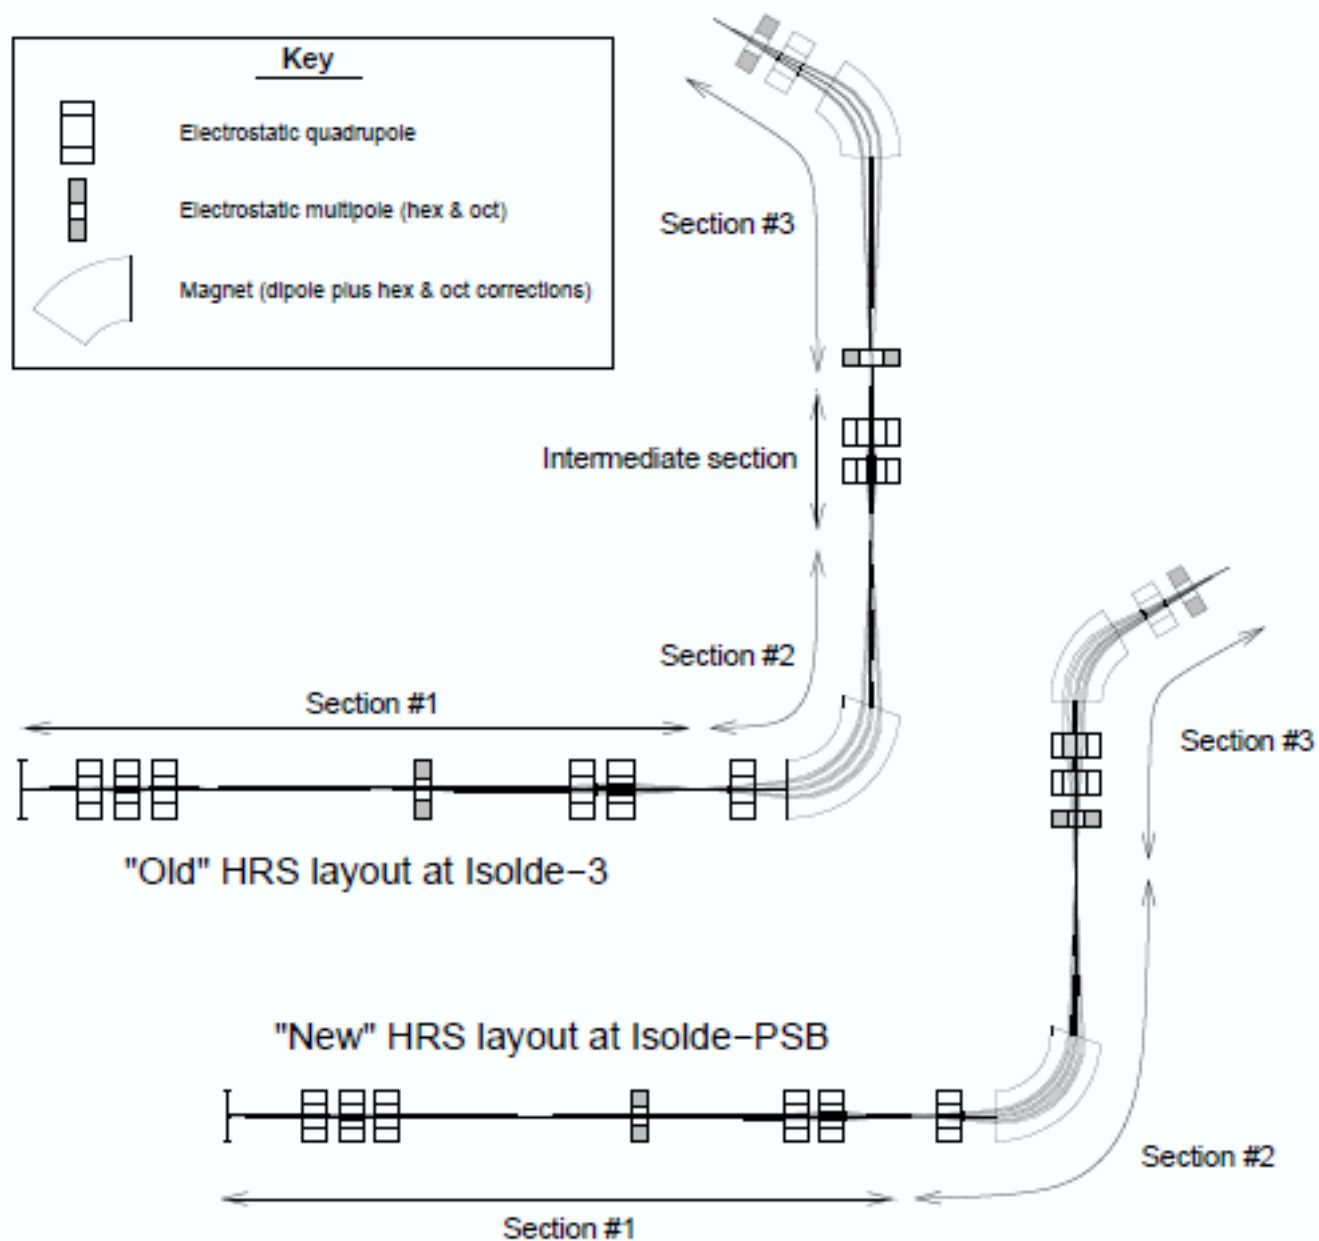 Key
Electrostatic quadrupole
Electrostatic multipole (hex & oct)
Magnet (dipole plus hex & oct corrections)
Section #3
Intermediate section
Section #2
Section #1
"Old" HRS layout at Isolde−3
Section #3
"New" HRS layout at Isolde−PSB
Section #2
Section #1